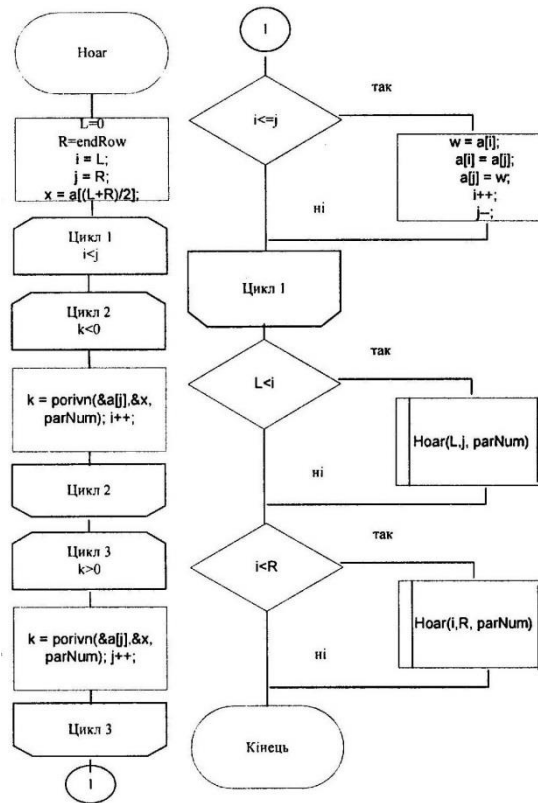 Hoar
L=0
R=endRow
i = L;
j = R;
x = a[(L+R)/2];
Цикл 1
i<j
Цикл 2
k<0
k = porivn(&a[j],&x,
parNum); i++;
Цикл 2
Цикл 3
k>0
k = porivn(&a[j],&x,
parNum); j++;
Цикл 3
1
1
i<=j
так
w = a[i];
a[i] = a[j];
a[j] = w;
i++;
j--;
ні
Цикл 1
L<i
так
Hoar(L,j, parNum)
ні
i<R
так
Hoar(i,R, parNum)
ні
Кінець